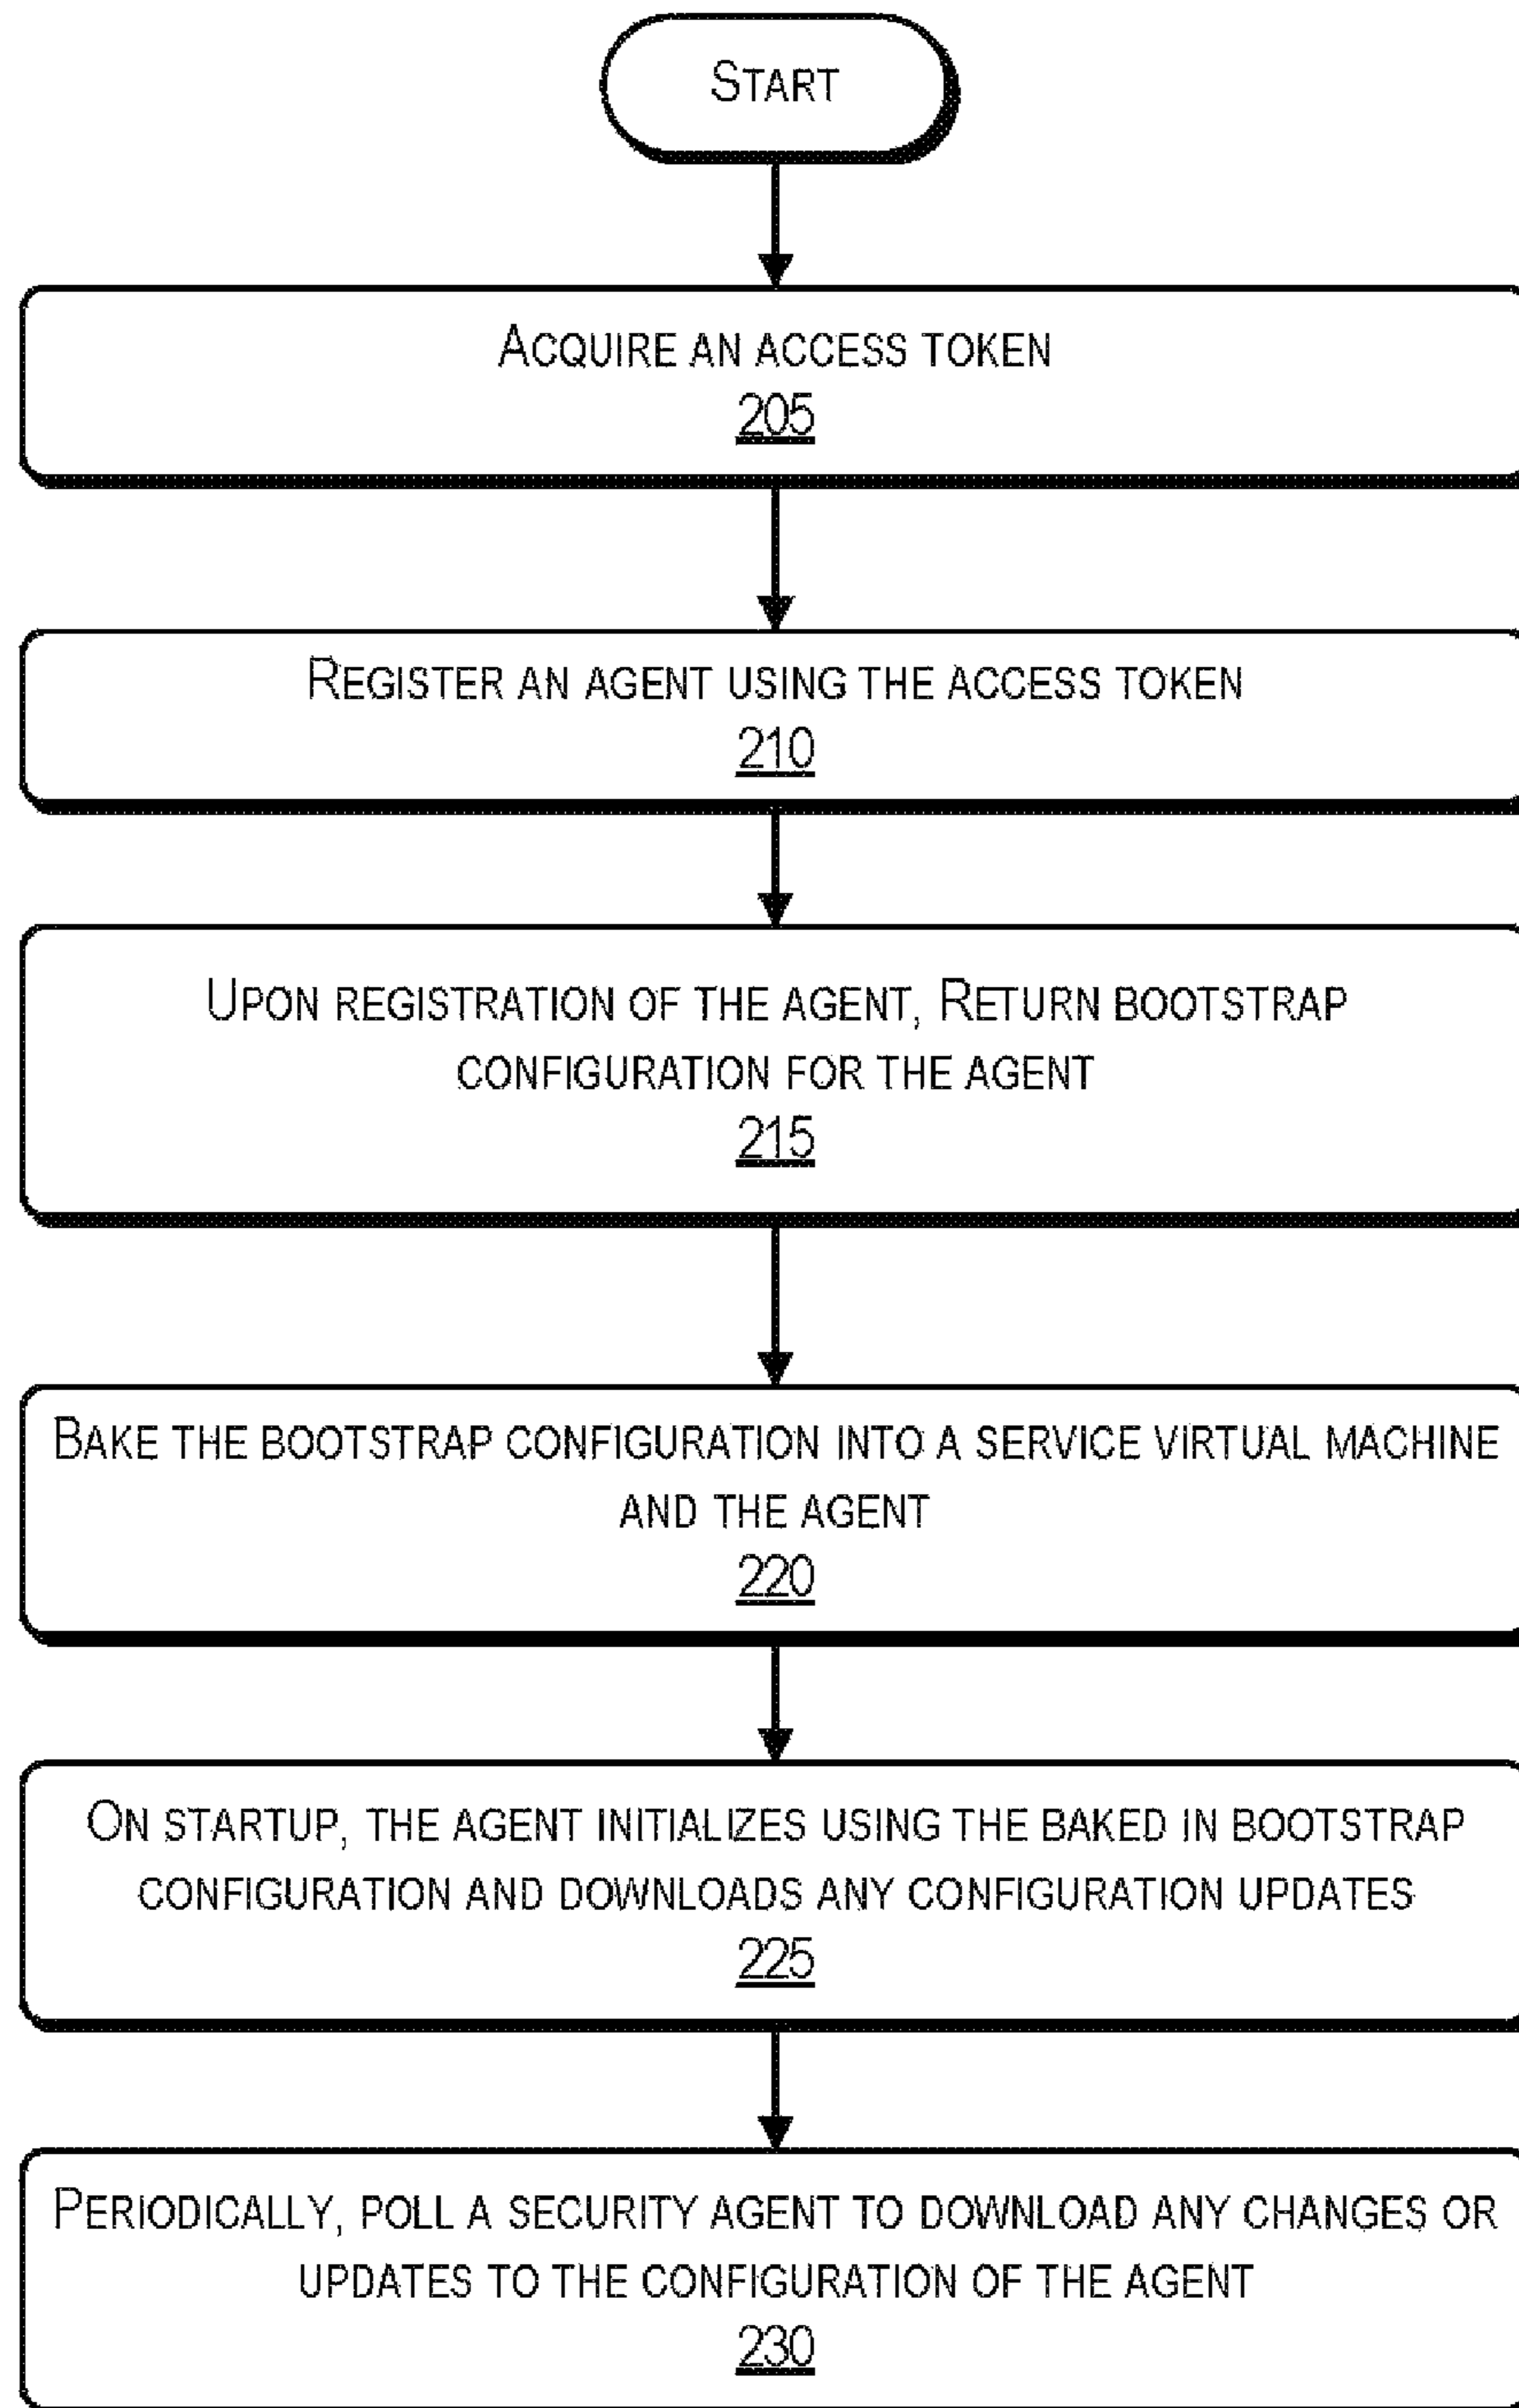 START
ACQUIRE AN ACCESS TOKEN
205
REGISTER AN AGENT USING THE ACCESS TOKEN
210
UPON REGISTRATION OF THE AGENT, RETURN BOOTSTRAP
CONFIGURATION FOR THE AGENT
215
BAKE THE BOOTSTRAP CONFIGURATION INTO A SERVICE VIRTUAL MACHINE
AND THE AGENT
220
ON STARTUP, THE AGENT INITIALIZES USING THE BAKED IN BOOTSTRAP
CONFIGURATION AND DOWNLOADS ANY CONFIGURATION UPDATES
225
PERIODICALLY, POLL A SECURITY AGENT TO DOWNLOAD ANY CHANGES OR
UPDATES TO THE CONFIGURATION OF THE AGENT
230